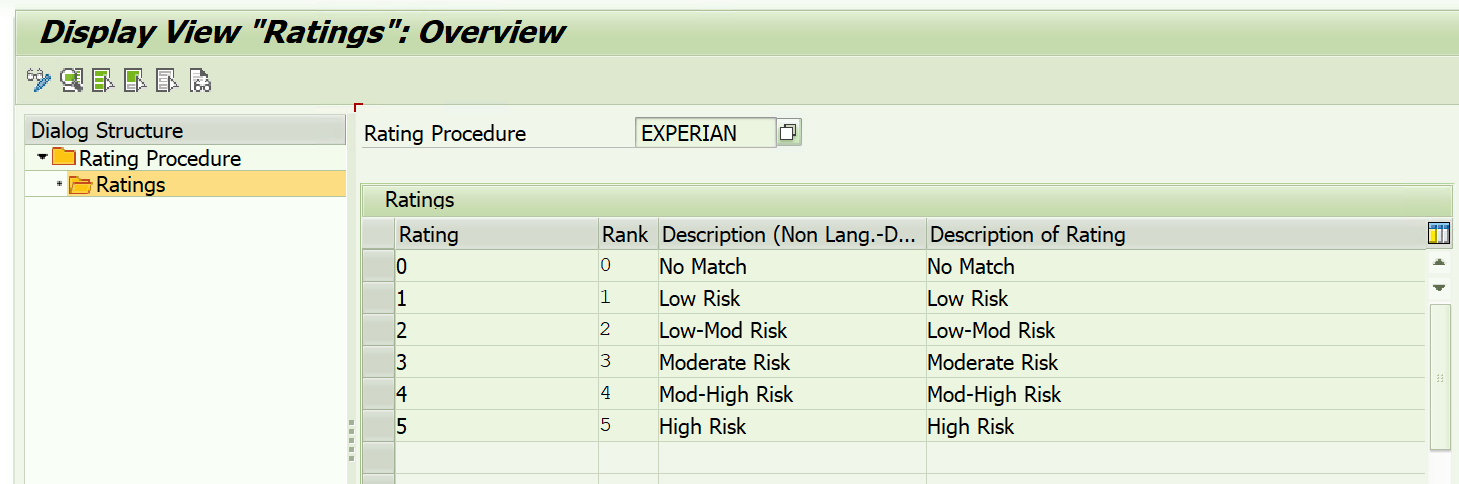 Display View "Ratings": Overview
Dialog Structure
Rating Procedure
Ratings
Rating Procedure EXPERIAN
Ratings
Rating Rank Description (Non Lang.-D... Description of Rating
0 0 No Match No Match
1 1 Low Risk Low Risk
2 2 Low-Mod Risk Low-Mod Risk
3 3 Moderate Risk Moderate Risk
4 4 Mod-High Risk Mod-High Risk
5 5 High Risk High Risk